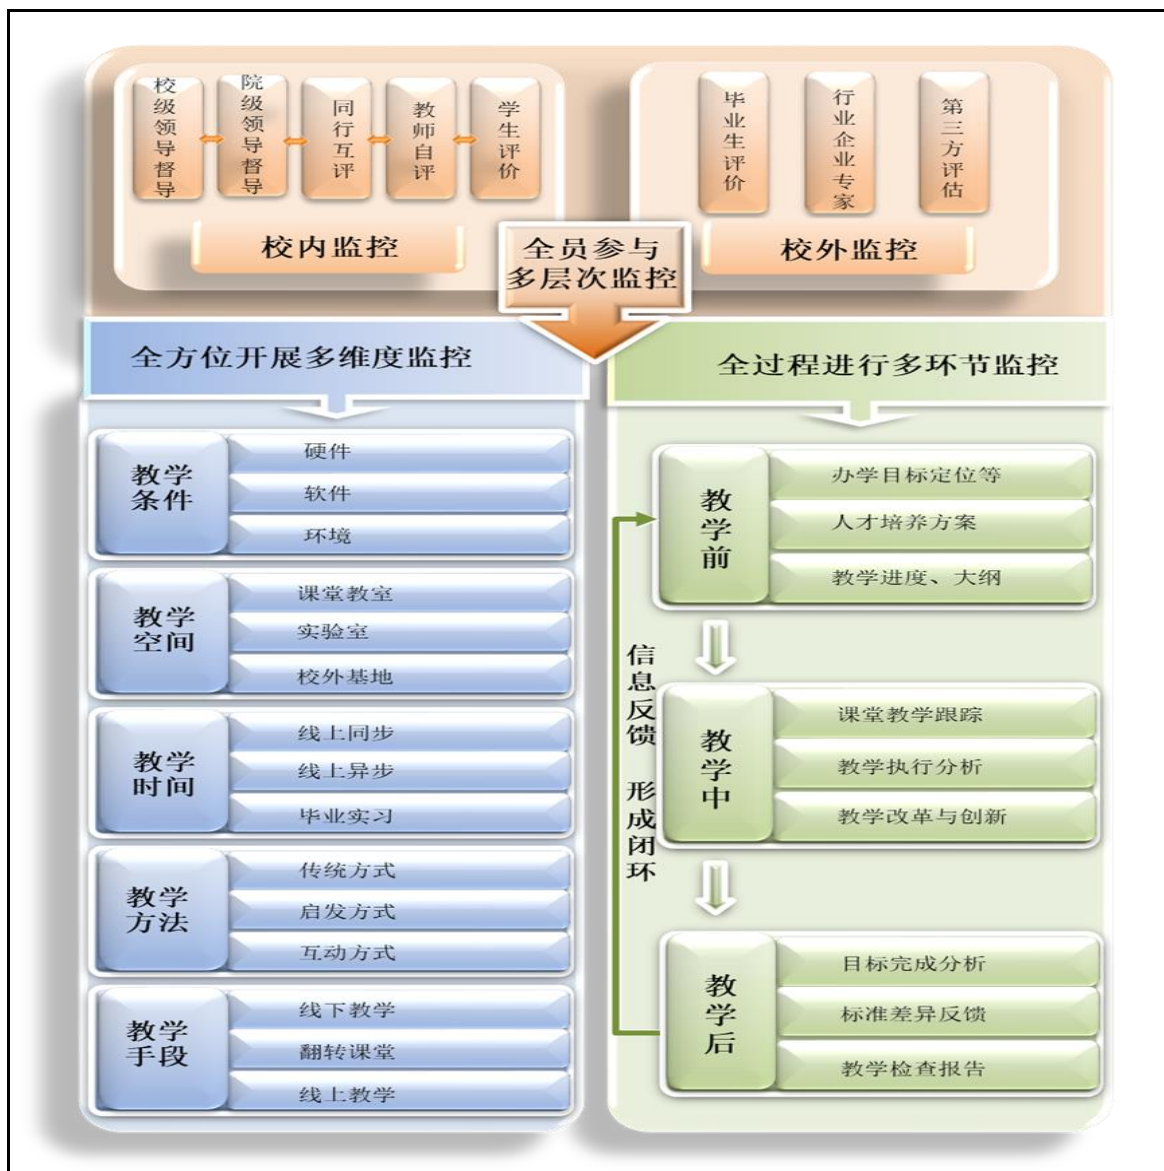 校级领导督导
院级领导督导
同行互评
教师自评
学生评价
校内监控
毕业生评价
行业企业专家
第三方评估
校外监控
全员参与
多层次监控
全方位开展多维度监控
教学
条件
硬件
软件
环境
教学
空间
课堂教室
实验室
校外基地
教学
时间
线上同步
线上异步
毕业实习
教学
方法
传统方式
启发方式
互动方式
教学
手段
线下教学
翻转课堂
线上教学
全过程进行多环节监控
教学前
办学目标定位等
人才培养方案
教学进度、大纲
教学中
课堂教学跟踪
教学执行分析
教学改革与创新
教学后
目标完成分析
标准差异反馈
教学检查报告
信息反馈 形成闭环